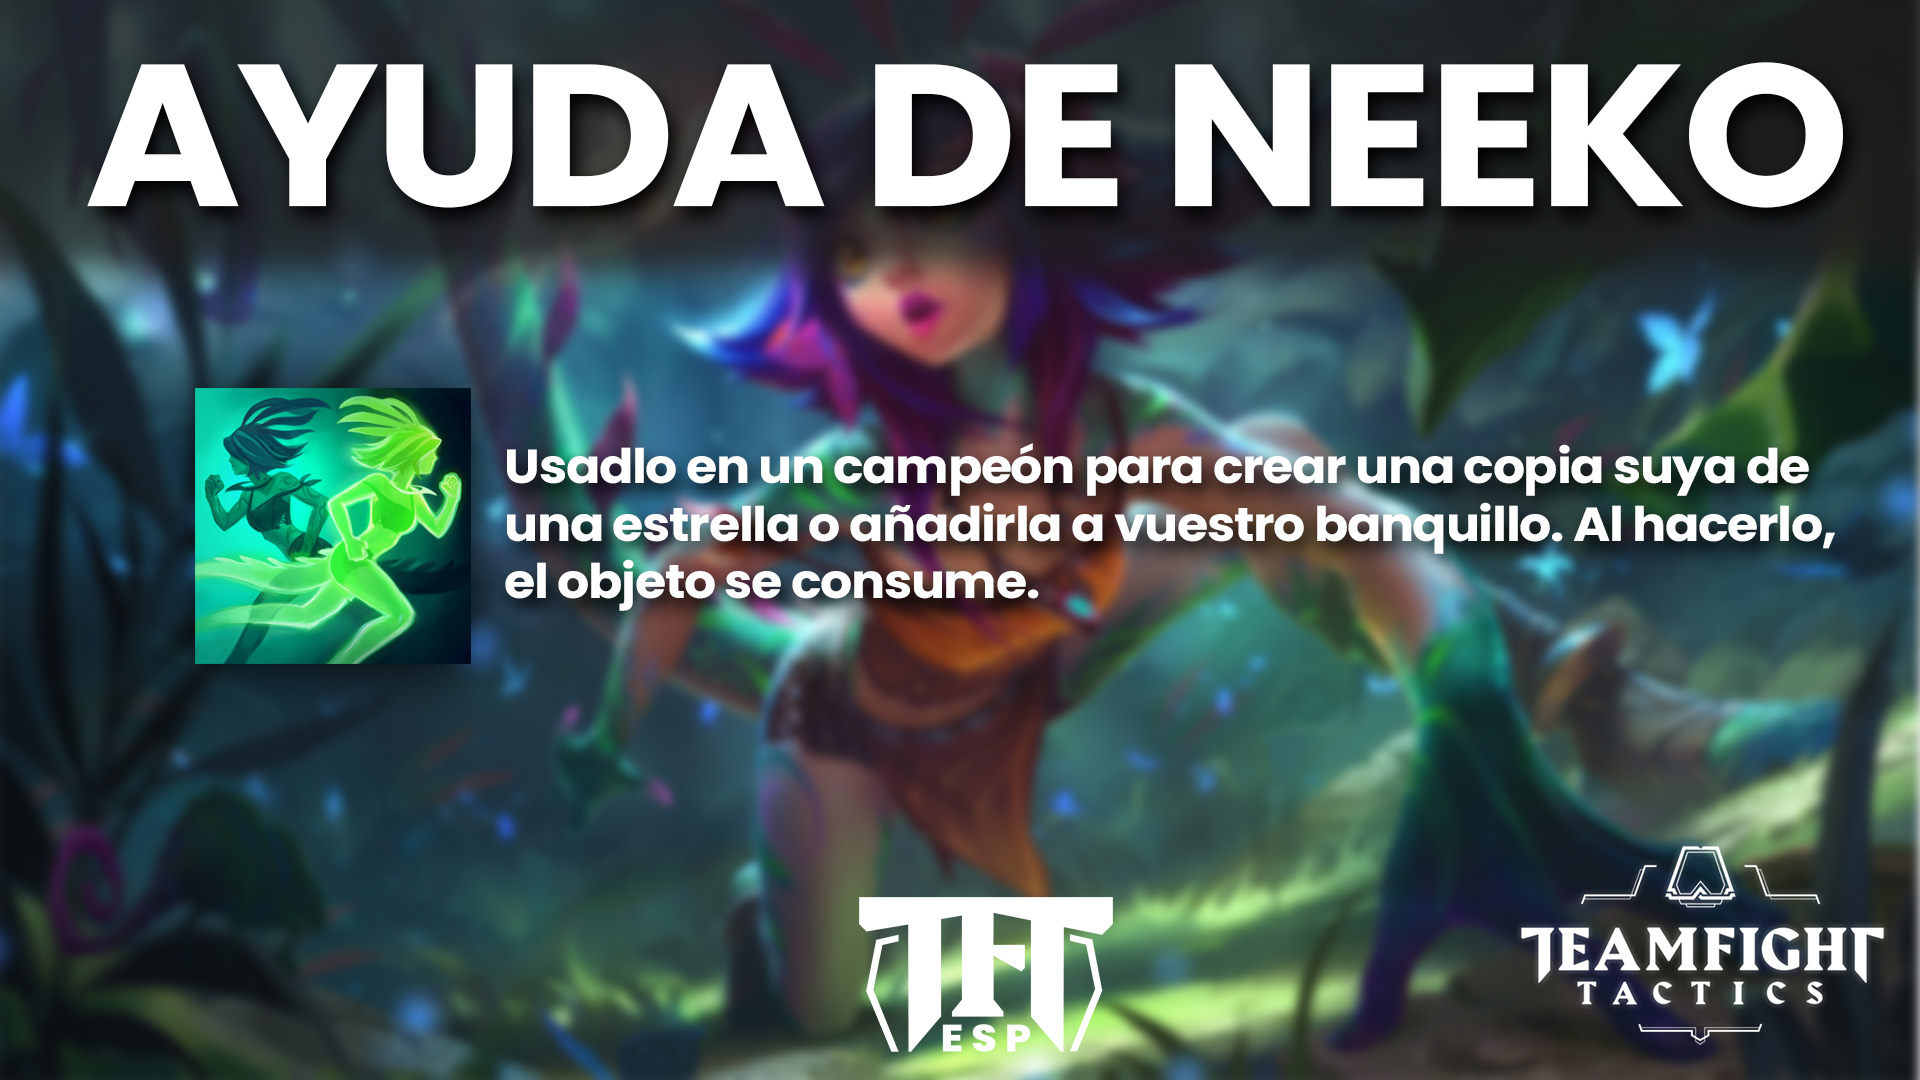 AYUDA DE NEEKO
Usadlo en un campeón para crear una copia suya de
una estrella o añadirla a vuestro banquillo. Al hacerlo,
el objeto se consume.
TFT
ESP
TEAMFIGHT
TACTICS